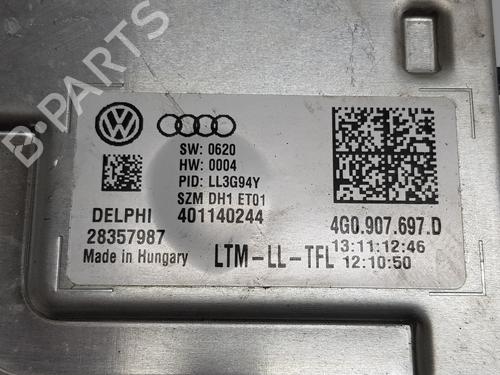 B-PARTS
SW: 0620
HW: 0004
PID: LL3G94Y
SZM DH1 ET01
DELPHI 401140244
28357987
Made in Hungary
LTM-LL-TFL
4G0.907.697.D
13:11:12:46
12:10:50